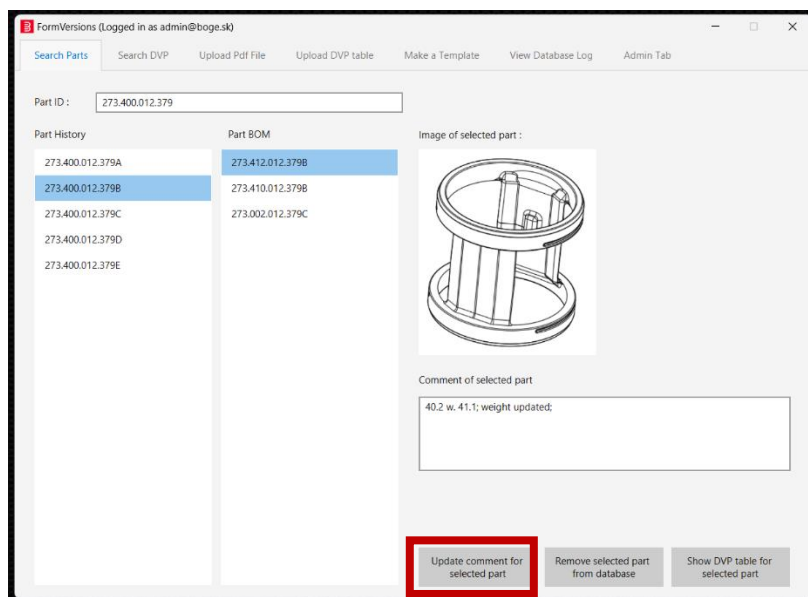 FormVersions (Logged in as admin@boge.sk)
Search Parts Search DVP Upload Pdf File Upload DVP table Make a Template View Database Log Admin Tab
Part ID : 273.400.012.379
Part History Part BOM Image of selected part :
273.400.012.379A 273.412.012.379B
273.400.012.379B 273.410.012.379B
273.400.012.379C 273.002.012.379C
273.400.012.379D
273.400.012.379E
Comment of selected part
40.2 w. 41.1; weight updated;
Update comment for
selected part
Remove selected part
from database
Show DVP table for
selected part